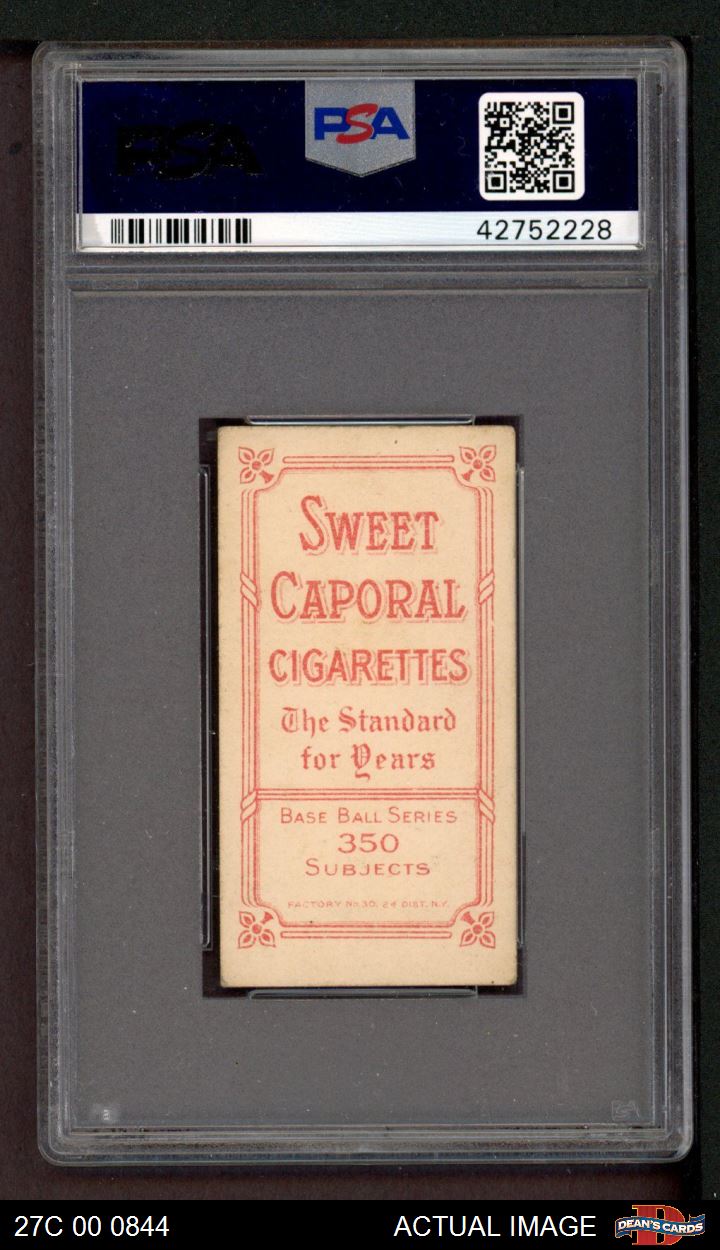 PSA
PSA
42752228
SWEET
CAPORAL
CIGARETTES
The Standard
for Years
BASE BALL SERIES
350
SUBJECTS
FACTORY No 30, 2d DIST. N.Y.
27C 00 0844
ACTUAL IMAGE
DEAN'S CARDS